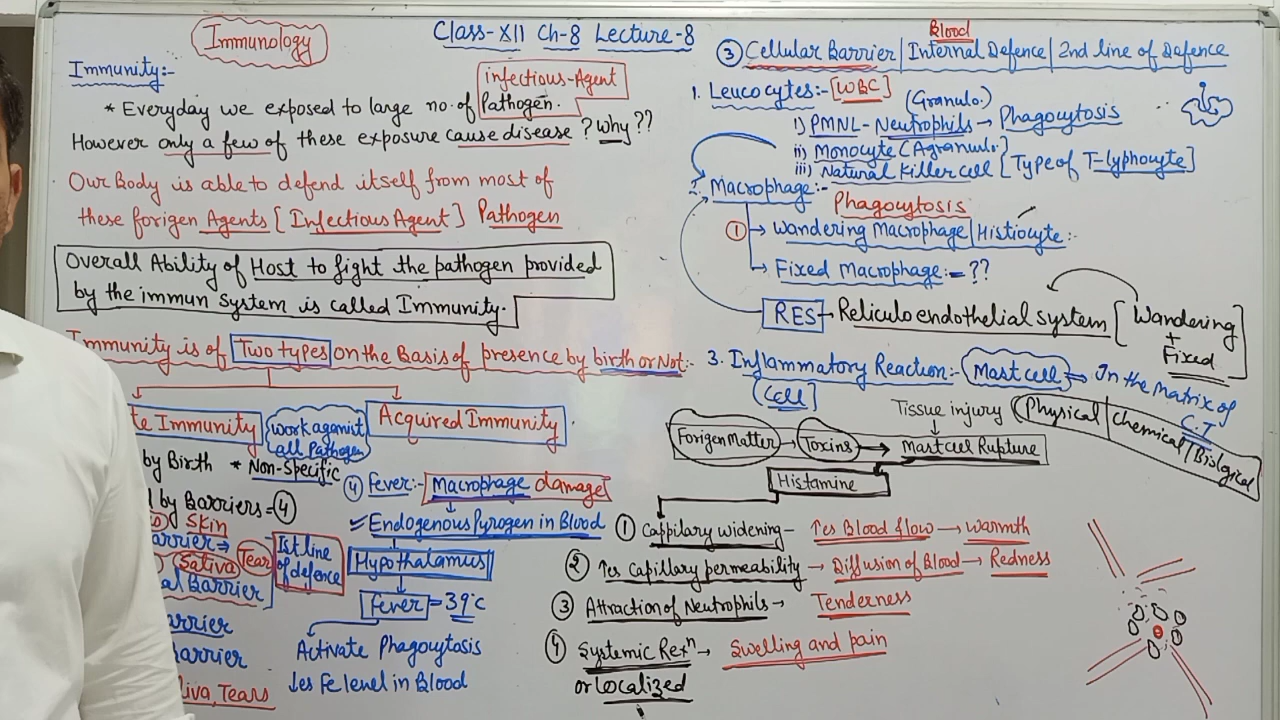 Immunology
Class-XII Ch-8 Lecture-8
Immunity:-
infectious-Agent
* Everyday we exposed to large no. of Pathogen.
However only a few of these exposure cause disease ? why ??
Our Body is able to defend itself from most of
these forigen Agents [Infectious Agent] Pathogen
Overall Ability of Host to fight the pathogen provided
by the immun system is called Immunity.
Immunity is of Two types on the Basis of presence by birth or Not:-
te Immunity
work aganist
all Pathogen
Acquired Immunity
by Birth * Non-Specific
d by Barriers = 4
Skin
arrier ⇒
Saliva Tear
al Barrier
Ist line
of defence
arrier
arrier
liva, Tears
4 Fever:- Macrophage damage
Endogenous Pyrogen in Blood
Hypothalamus
Fever = 39°C
Activate Phagocytosis
↓es Fe level in Blood
Blood
3 Cellular Barrier | Internal Defence | 2nd line of Defence
1. Leucocytes:- [WBC]
(Granulo.)
i) PMNL- Neutrophils → Phagocytosis
ii) Monocyte (Agranulo.)
iii) Natural Killer cell [Type of T-lyphocyte]
2. Macrophage:-
Phagocytosis
1 → Wandering Macrophage | Histiocyte:-
→ Fixed Macrophage:- ??
RES → Reliculo endothelial system [Wandering
+
Fixed]
3. Inflammatory Reaction:- Mast cell ⇒ In the matrix of
C.T
[Cell]
Tissue injury (Physical | Chemical | Biological
Forigen Matter → Toxins → Mast cell Rupture
Histamine
1 Cappilary widening - ↑es Blood flow → Warmth
2 ↑es Capillary permeability → Diffusion of Blood → Redness
3 Attraction of Neutrophils → Tenderness
4 Systemic Rexⁿ → Swelling and pain
or Localized